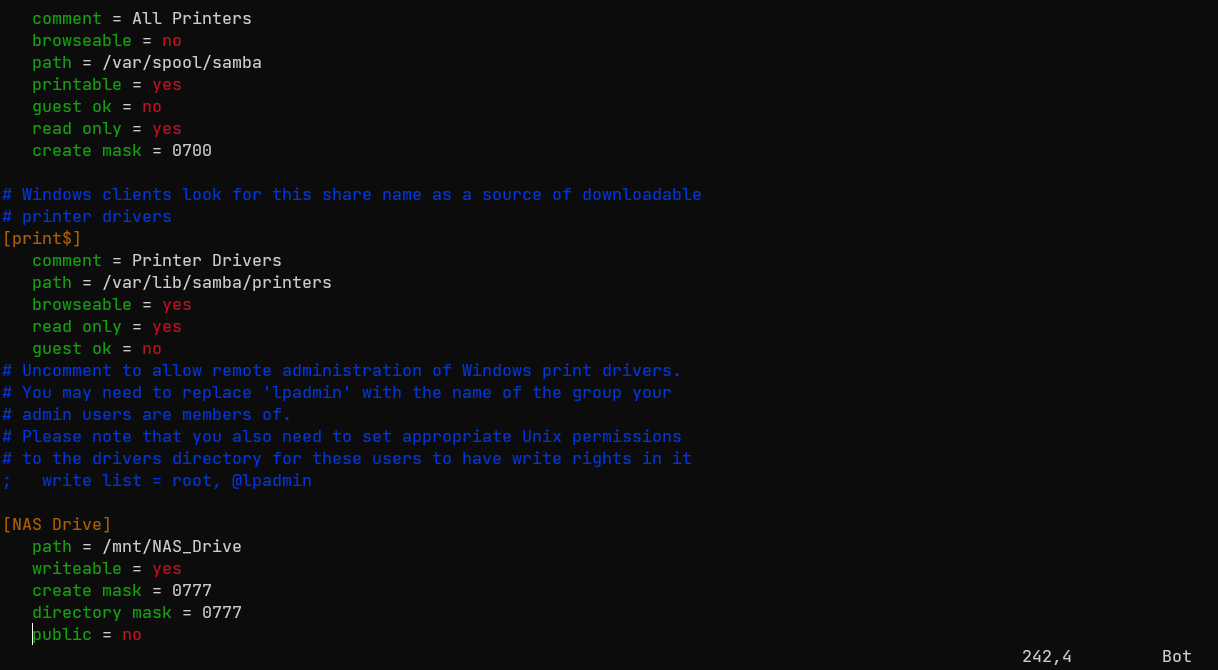 comment = All Printers
   browseable = no
   path = /var/spool/samba
   printable = yes
   guest ok = no
   read only = yes
   create mask = 0700

# Windows clients look for this share name as a source of downloadable
# printer drivers
[print$]
   comment = Printer Drivers
   path = /var/lib/samba/printers
   browseable = yes
   read only = yes
   guest ok = no
# Uncomment to allow remote administration of Windows print drivers.
# You may need to replace 'lpadmin' with the name of the group your
# admin users are members of.
# Please note that you also need to set appropriate Unix permissions
# to the drivers directory for these users to have write rights in it
;   write list = root, @lpadmin

[NAS Drive]
   path = /mnt/NAS_Drive
   writeable = yes
   create mask = 0777
   directory mask = 0777
   public = no
242,4 Bot